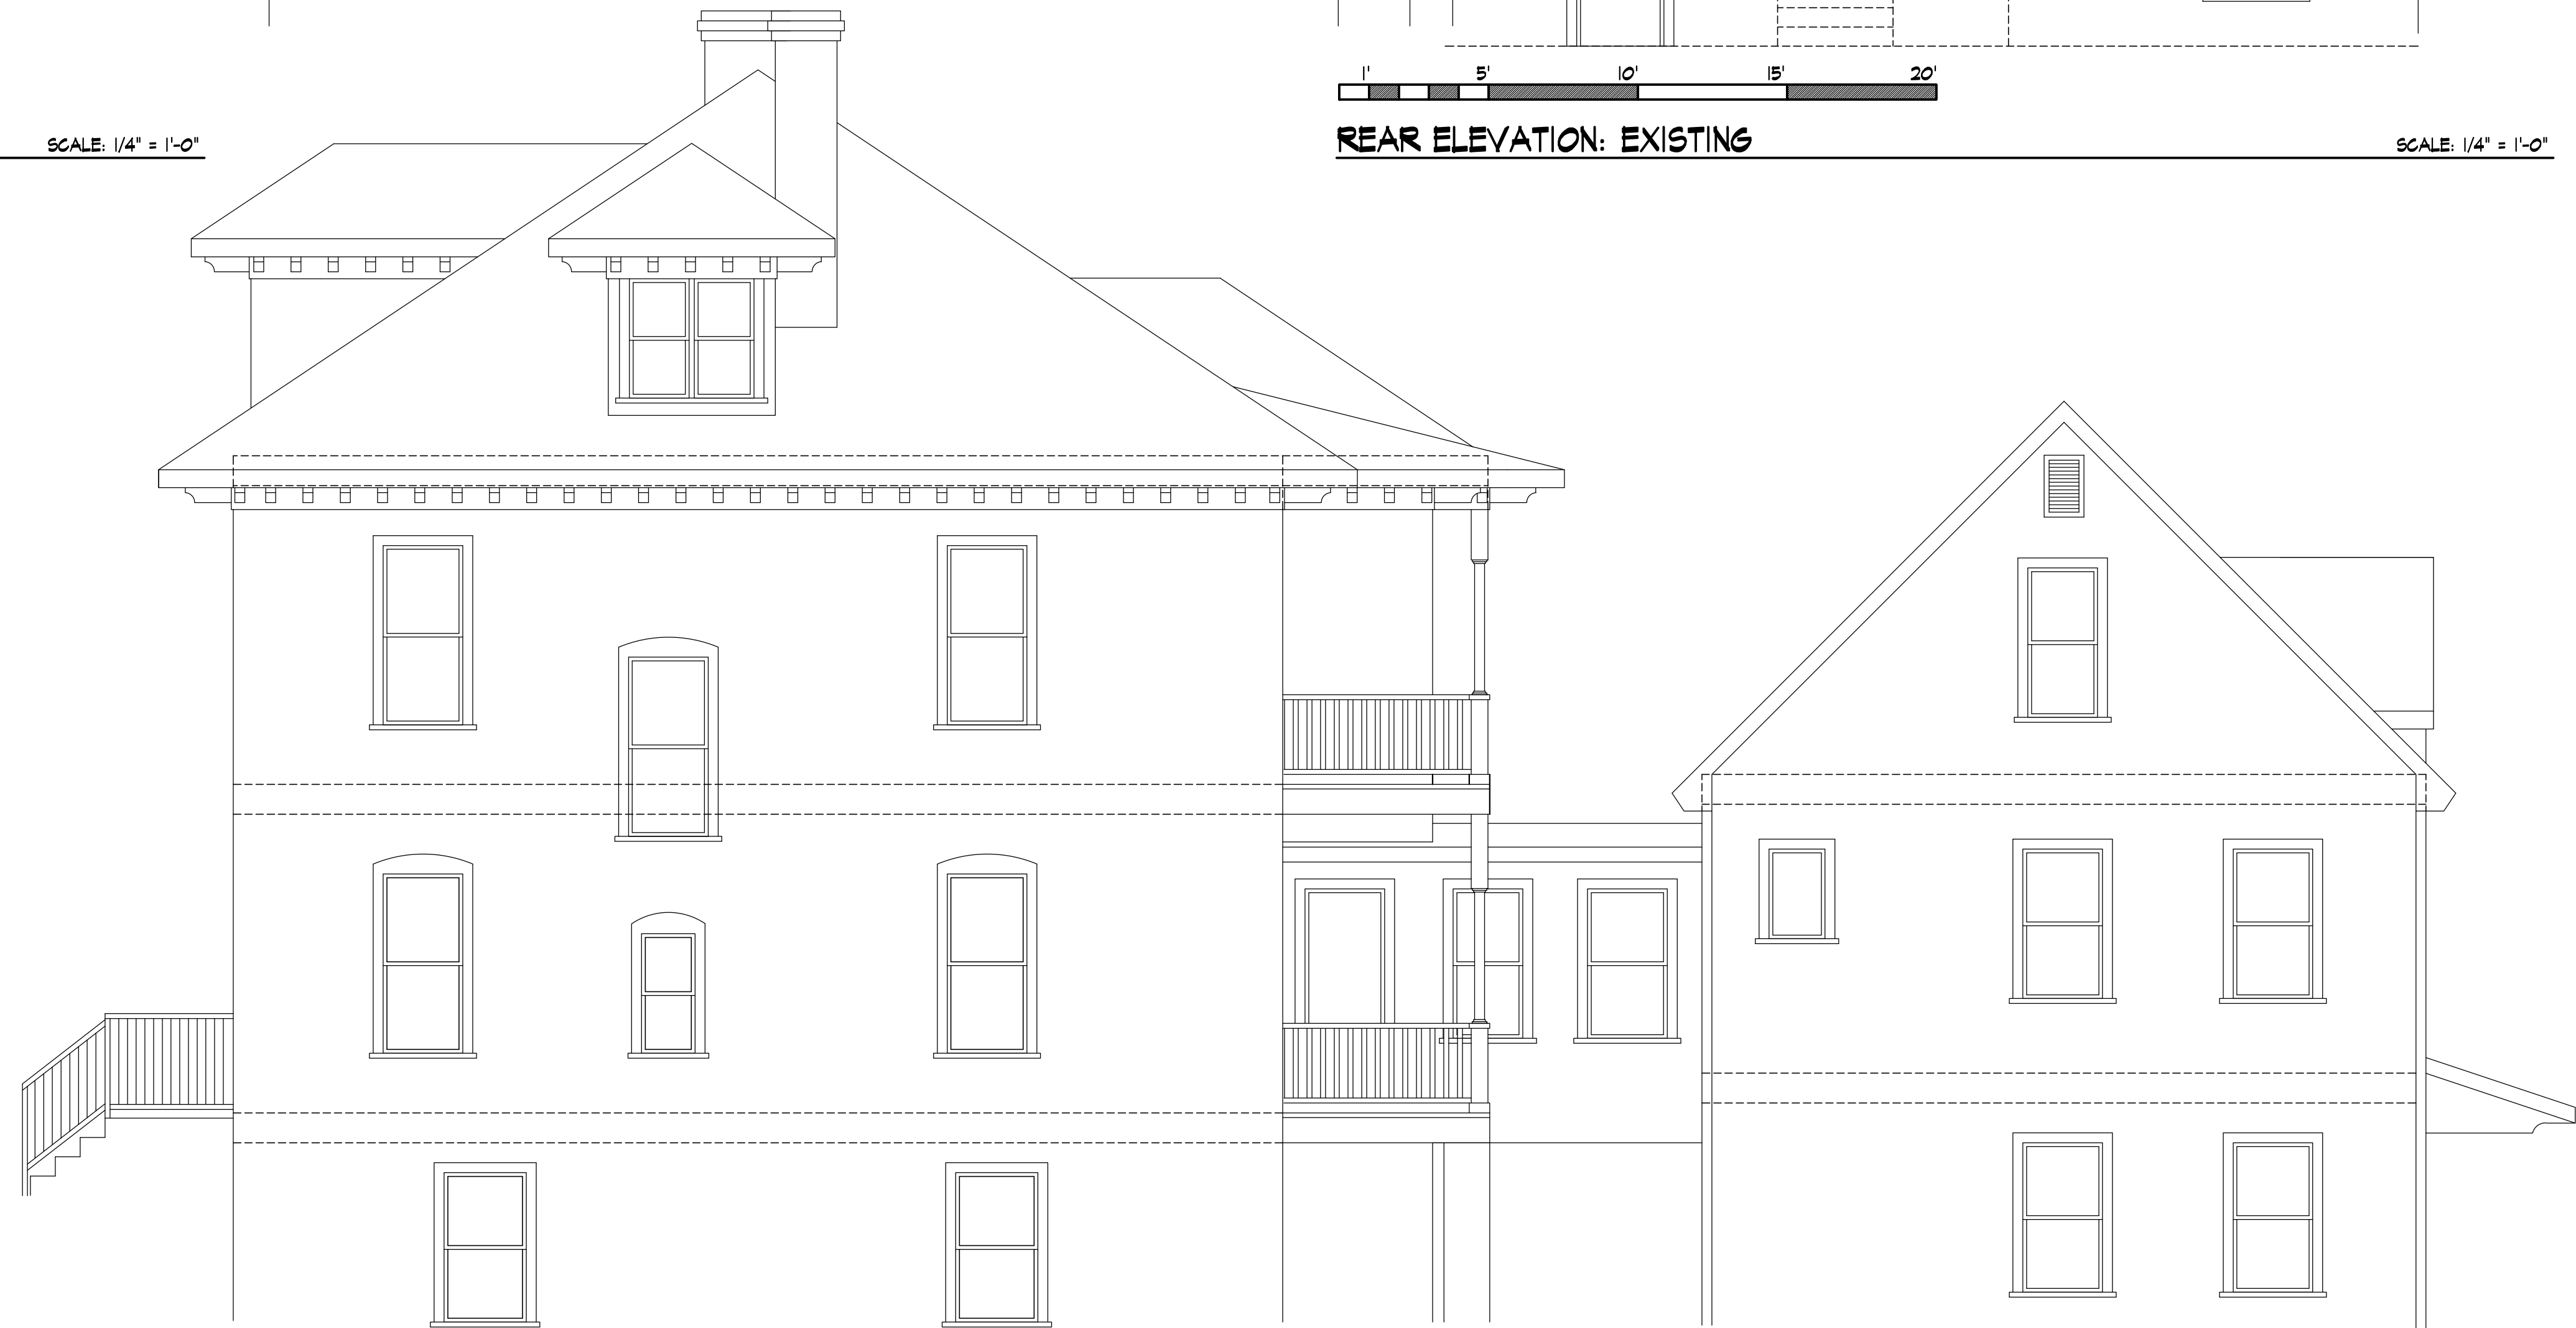 1' 5' 10' 15' 20'
SCALE: 1/4" = 1'-0"
REAR ELEVATION: EXISTING
SCALE: 1/4" = 1'-0"